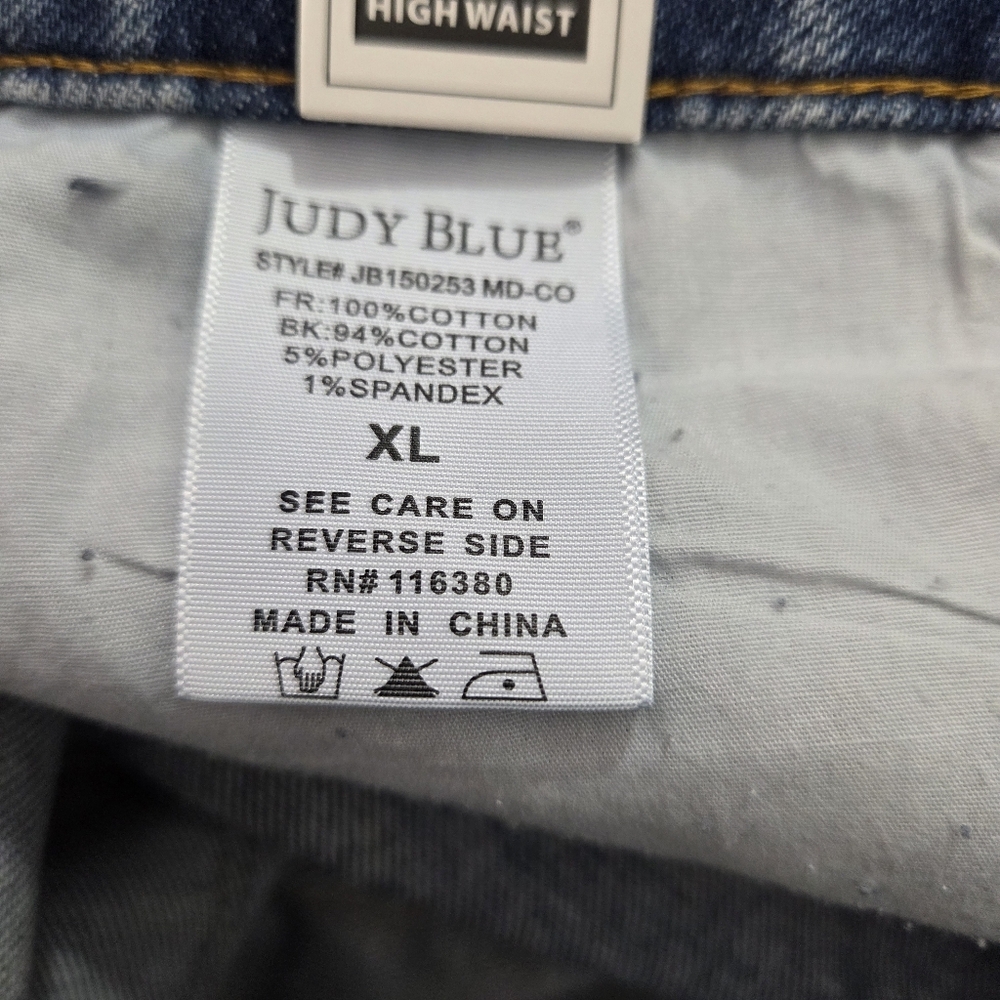 HIGH WAIST
JUDY BLUE®
STYLE# JB150253 MD-CO
FR:100%COTTON
BK:94%COTTON
5%POLYESTER
1%SPANDEX
XL
SEE CARE ON
REVERSE SIDE
RN# 116380
MADE IN CHINA